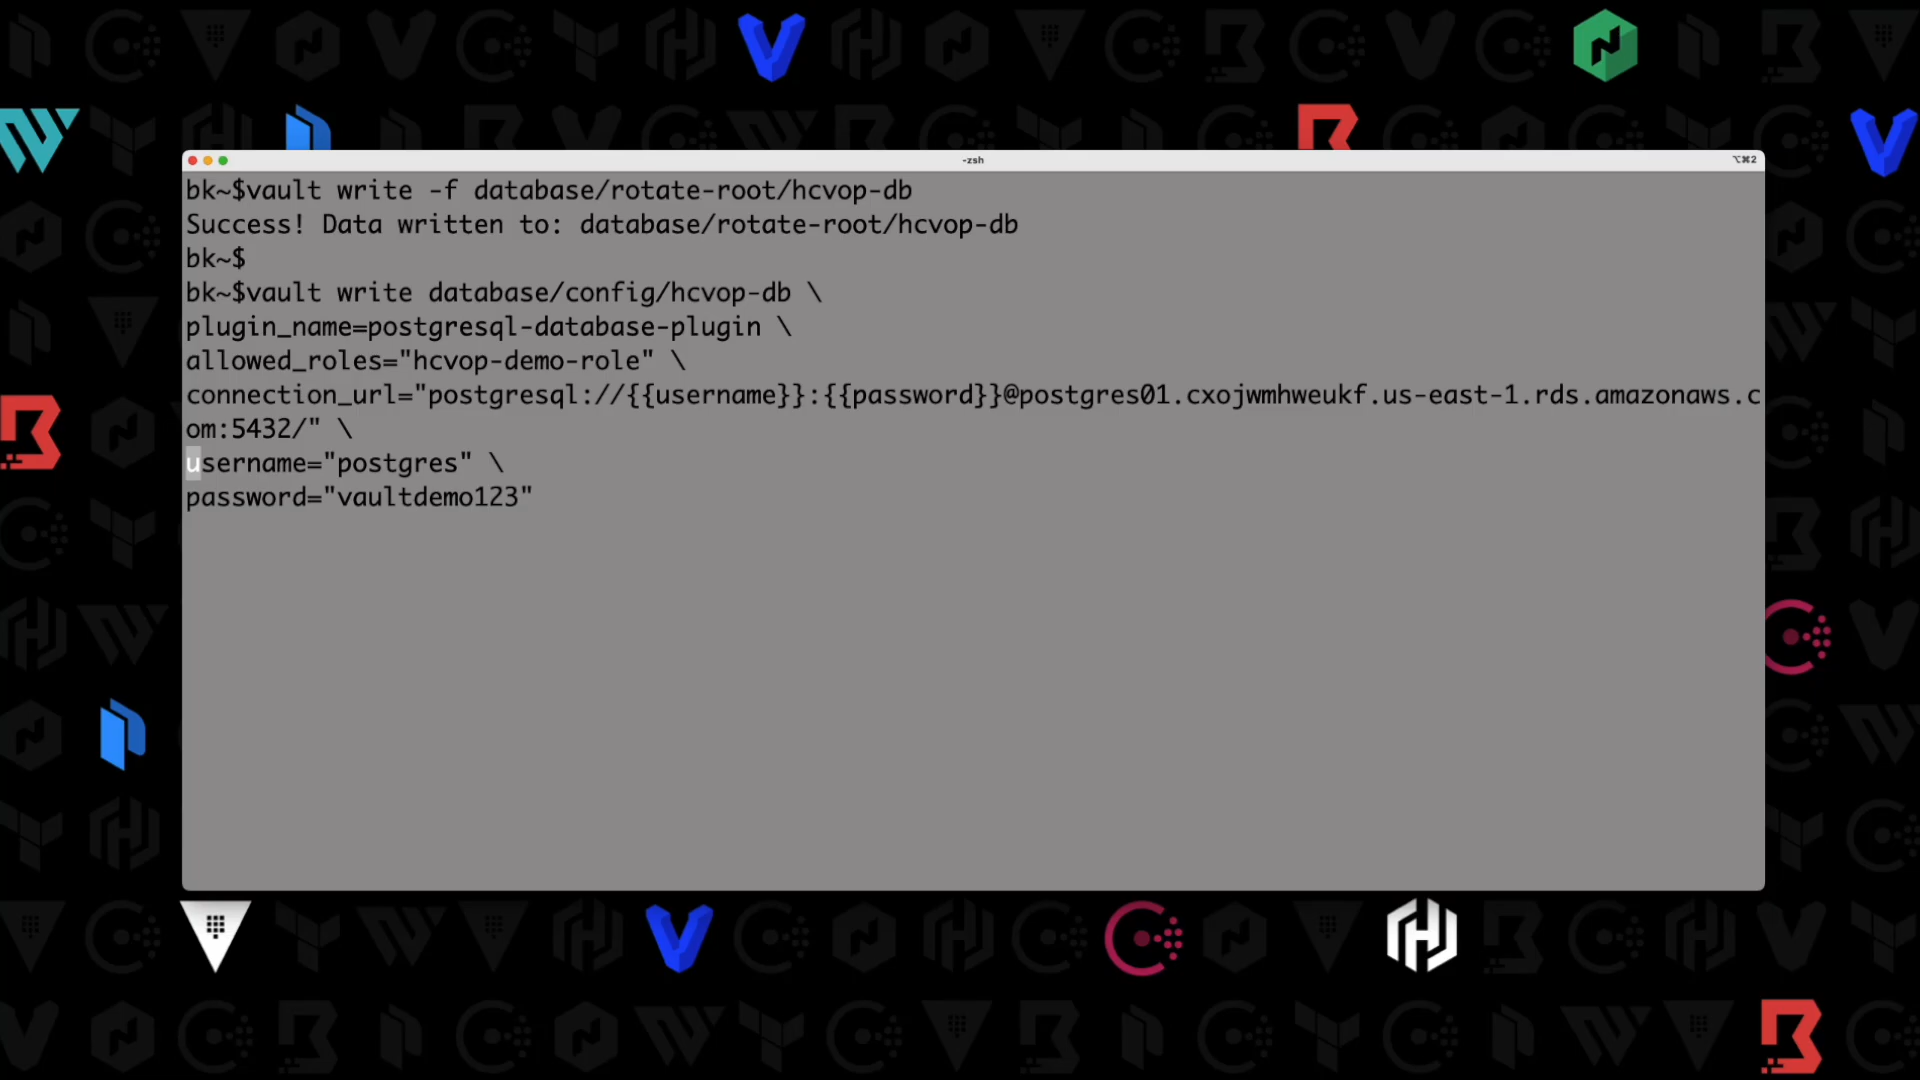 -zsh
⌥⌘2
bk~$vault write -f database/rotate-root/hcvop-db
Success! Data written to: database/rotate-root/hcvop-db
bk~$
bk~$vault write database/config/hcvop-db \
plugin_name=postgresql-database-plugin \
allowed_roles="hcvop-demo-role" \
connection_url="postgresql://{{username}}:{{password}}@postgres01.cxojwmhweukf.us-east-1.rds.amazonaws.c
om:5432/" \
username="postgres" \
password="vaultdemo123"